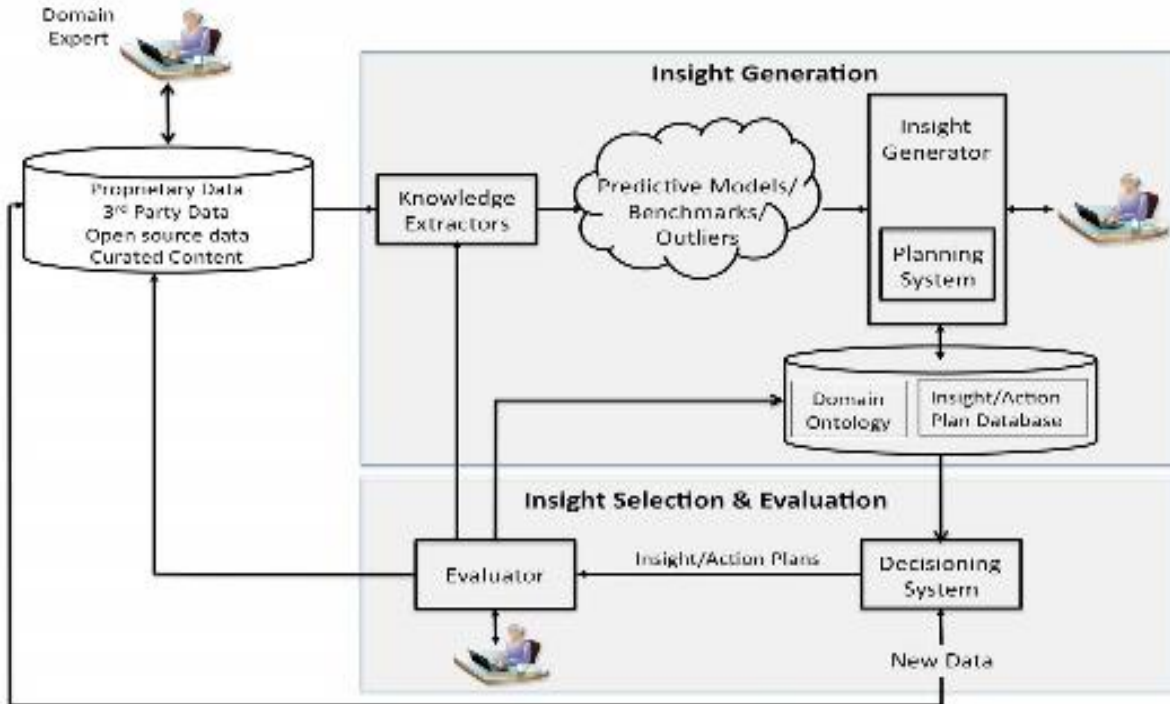 Domain
Expert
Insight Generation
Insight
Generator
Proprietary Data
3rd Party Data
Open source data
Curated Content
Knowledge
Extractors
Predictive Models/
Benchmarks/
Outliers
Planning
System
Domain
Ontology
Insight/Action
Plan Database
Insight Selection & Evaluation
Evaluator
Insight/Action Plans
Decisioning
System
New Data